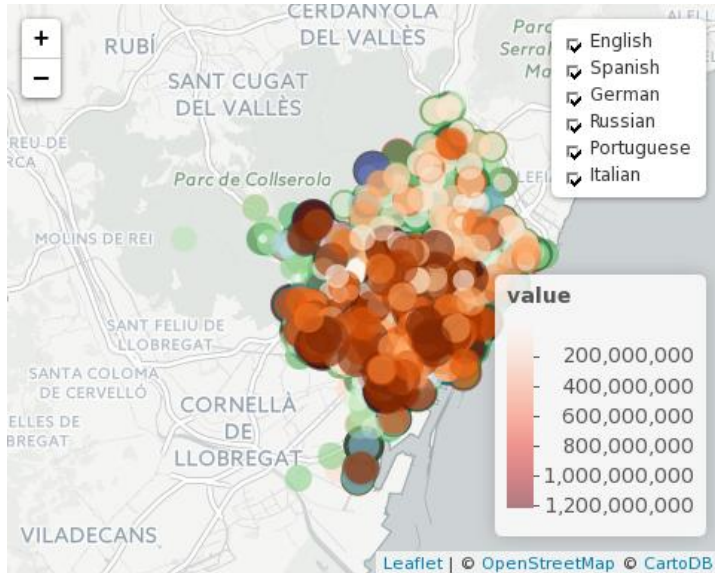 +
−
CERDANYOLA
DEL VALLÈS
RUBÍ
SANT CUGAT
DEL VALLÈS
Parc de Collserola
MOLINS DE REI
SANT FELIU DE
LLOBREGAT
SANTA COLOMA
DE CERVELLÓ
CORNELLÀ
DE
LLOBREGAT
VILADECANS
English
Spanish
German
Russian
Portuguese
Italian
value
200,000,000
400,000,000
600,000,000
800,000,000
1,000,000,000
1,200,000,000
Leaflet | © OpenStreetMap © CartoDB